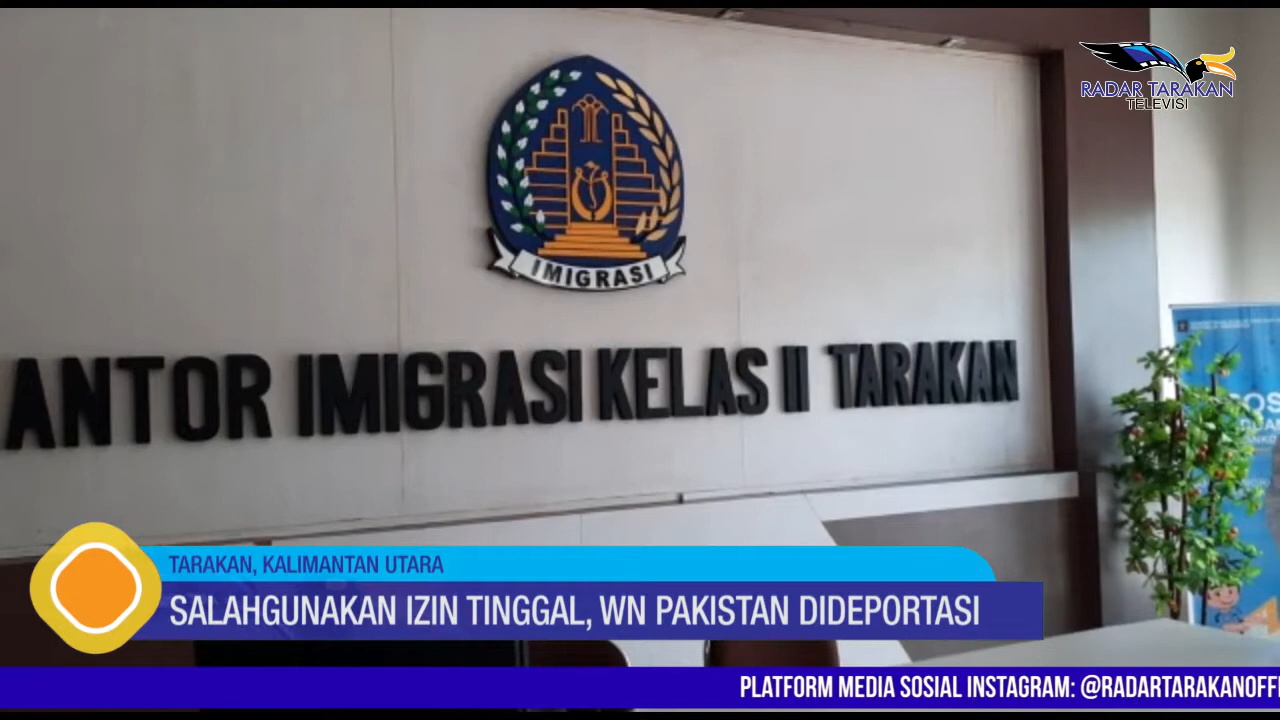 RADAR TARAKAN
TELEVISI
IMIGRASI
ANTOR IMIGRASI KELAS II TARAKAN
TARAKAN, KALIMANTAN UTARA
SALAHGUNAKAN IZIN TINGGAL, WN PAKISTAN DIDEPORTASI
PLATFORM MEDIA SOSIAL INSTAGRAM: @RADARTARAKANOFF